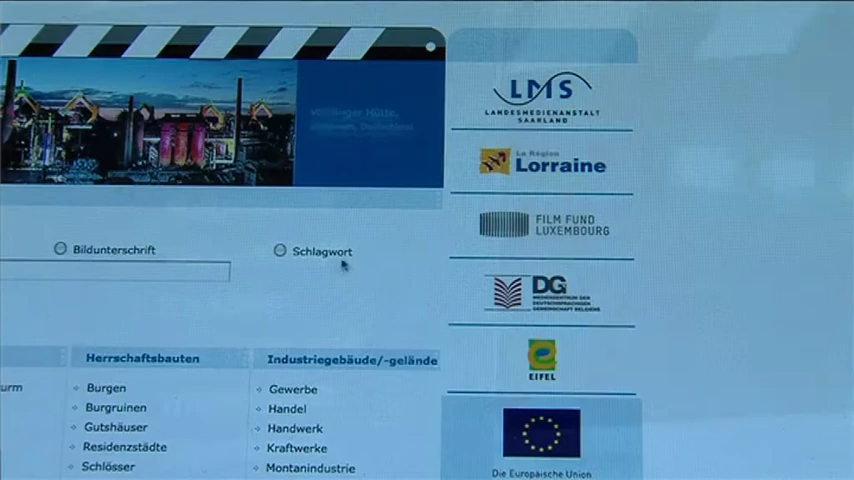 Völklinger Hütte,
Deutschland
LMS
LANDESMEDIENANSTALT
SAARLAND
La Région
Lorraine
FILM FUND
LUXEMBOURG
Bildunterschrift
Schlagwort
DG
MEDIENZENTRUM DER
DEUTSCHSPRACHIGEN
GEMEINSCHAFT BELGIENS
EIFEL
Herrschaftsbauten
Industriegebäude/-gelände
urm
Burgen
Gewerbe
Burgruinen
Handel
Gutshäuser
Handwerk
Residenzstädte
Kraftwerke
Schlösser
Montanindustrie
Die Europäische Union